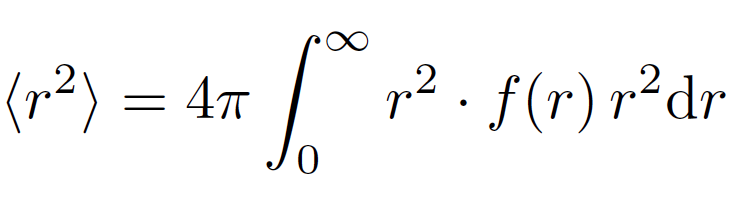 ⟨r²⟩ = 4π ∫₀^∞ r² · f(r) r²dr